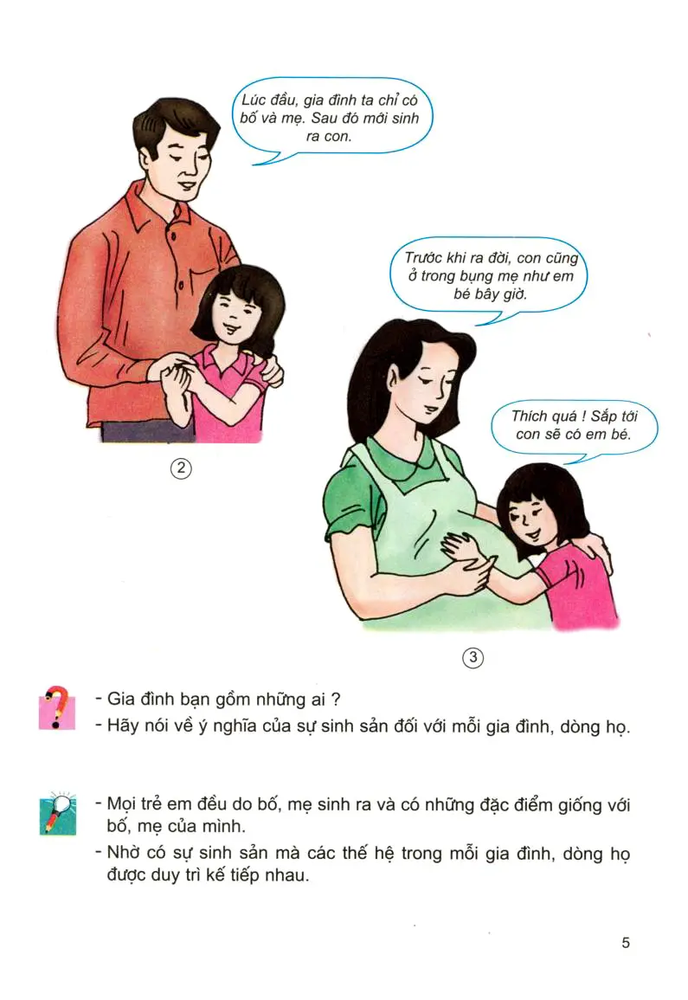 Lúc đầu, gia đình ta chỉ có
bố và mẹ. Sau đó mới sinh
ra con.
Trước khi ra đời, con cũng
ở trong bụng mẹ như em
bé bây giờ.
Thích quá ! Sắp tới
con sẽ có em bé.
2
3
- Gia đình bạn gồm những ai ?
- Hãy nói về ý nghĩa của sự sinh sản đối với mỗi gia đình, dòng họ.
- Mọi trẻ em đều do bố, mẹ sinh ra và có những đặc điểm giống với
bố, mẹ của mình.
- Nhờ có sự sinh sản mà các thế hệ trong mỗi gia đình, dòng họ
được duy trì kế tiếp nhau.
5